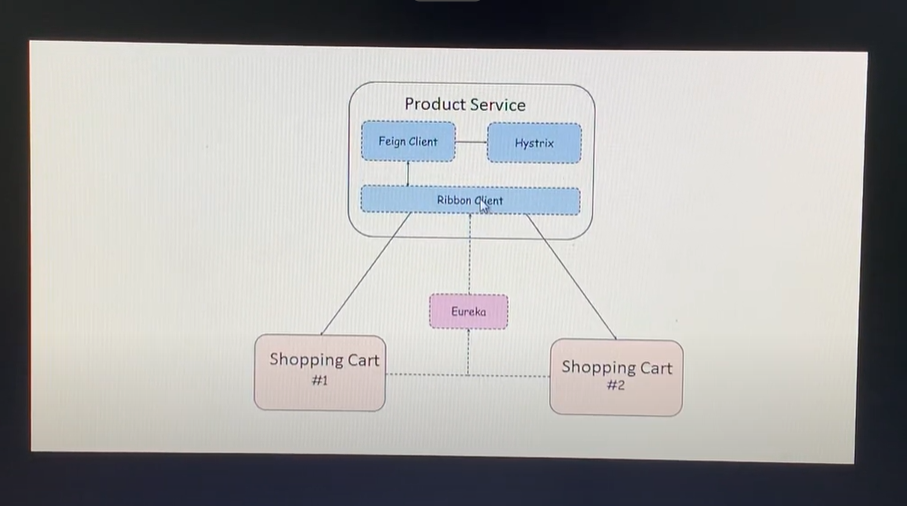 Product Service
Feign Client
Hystrix
Ribbon Client
Eureka
Shopping Cart
#1
Shopping Cart
#2